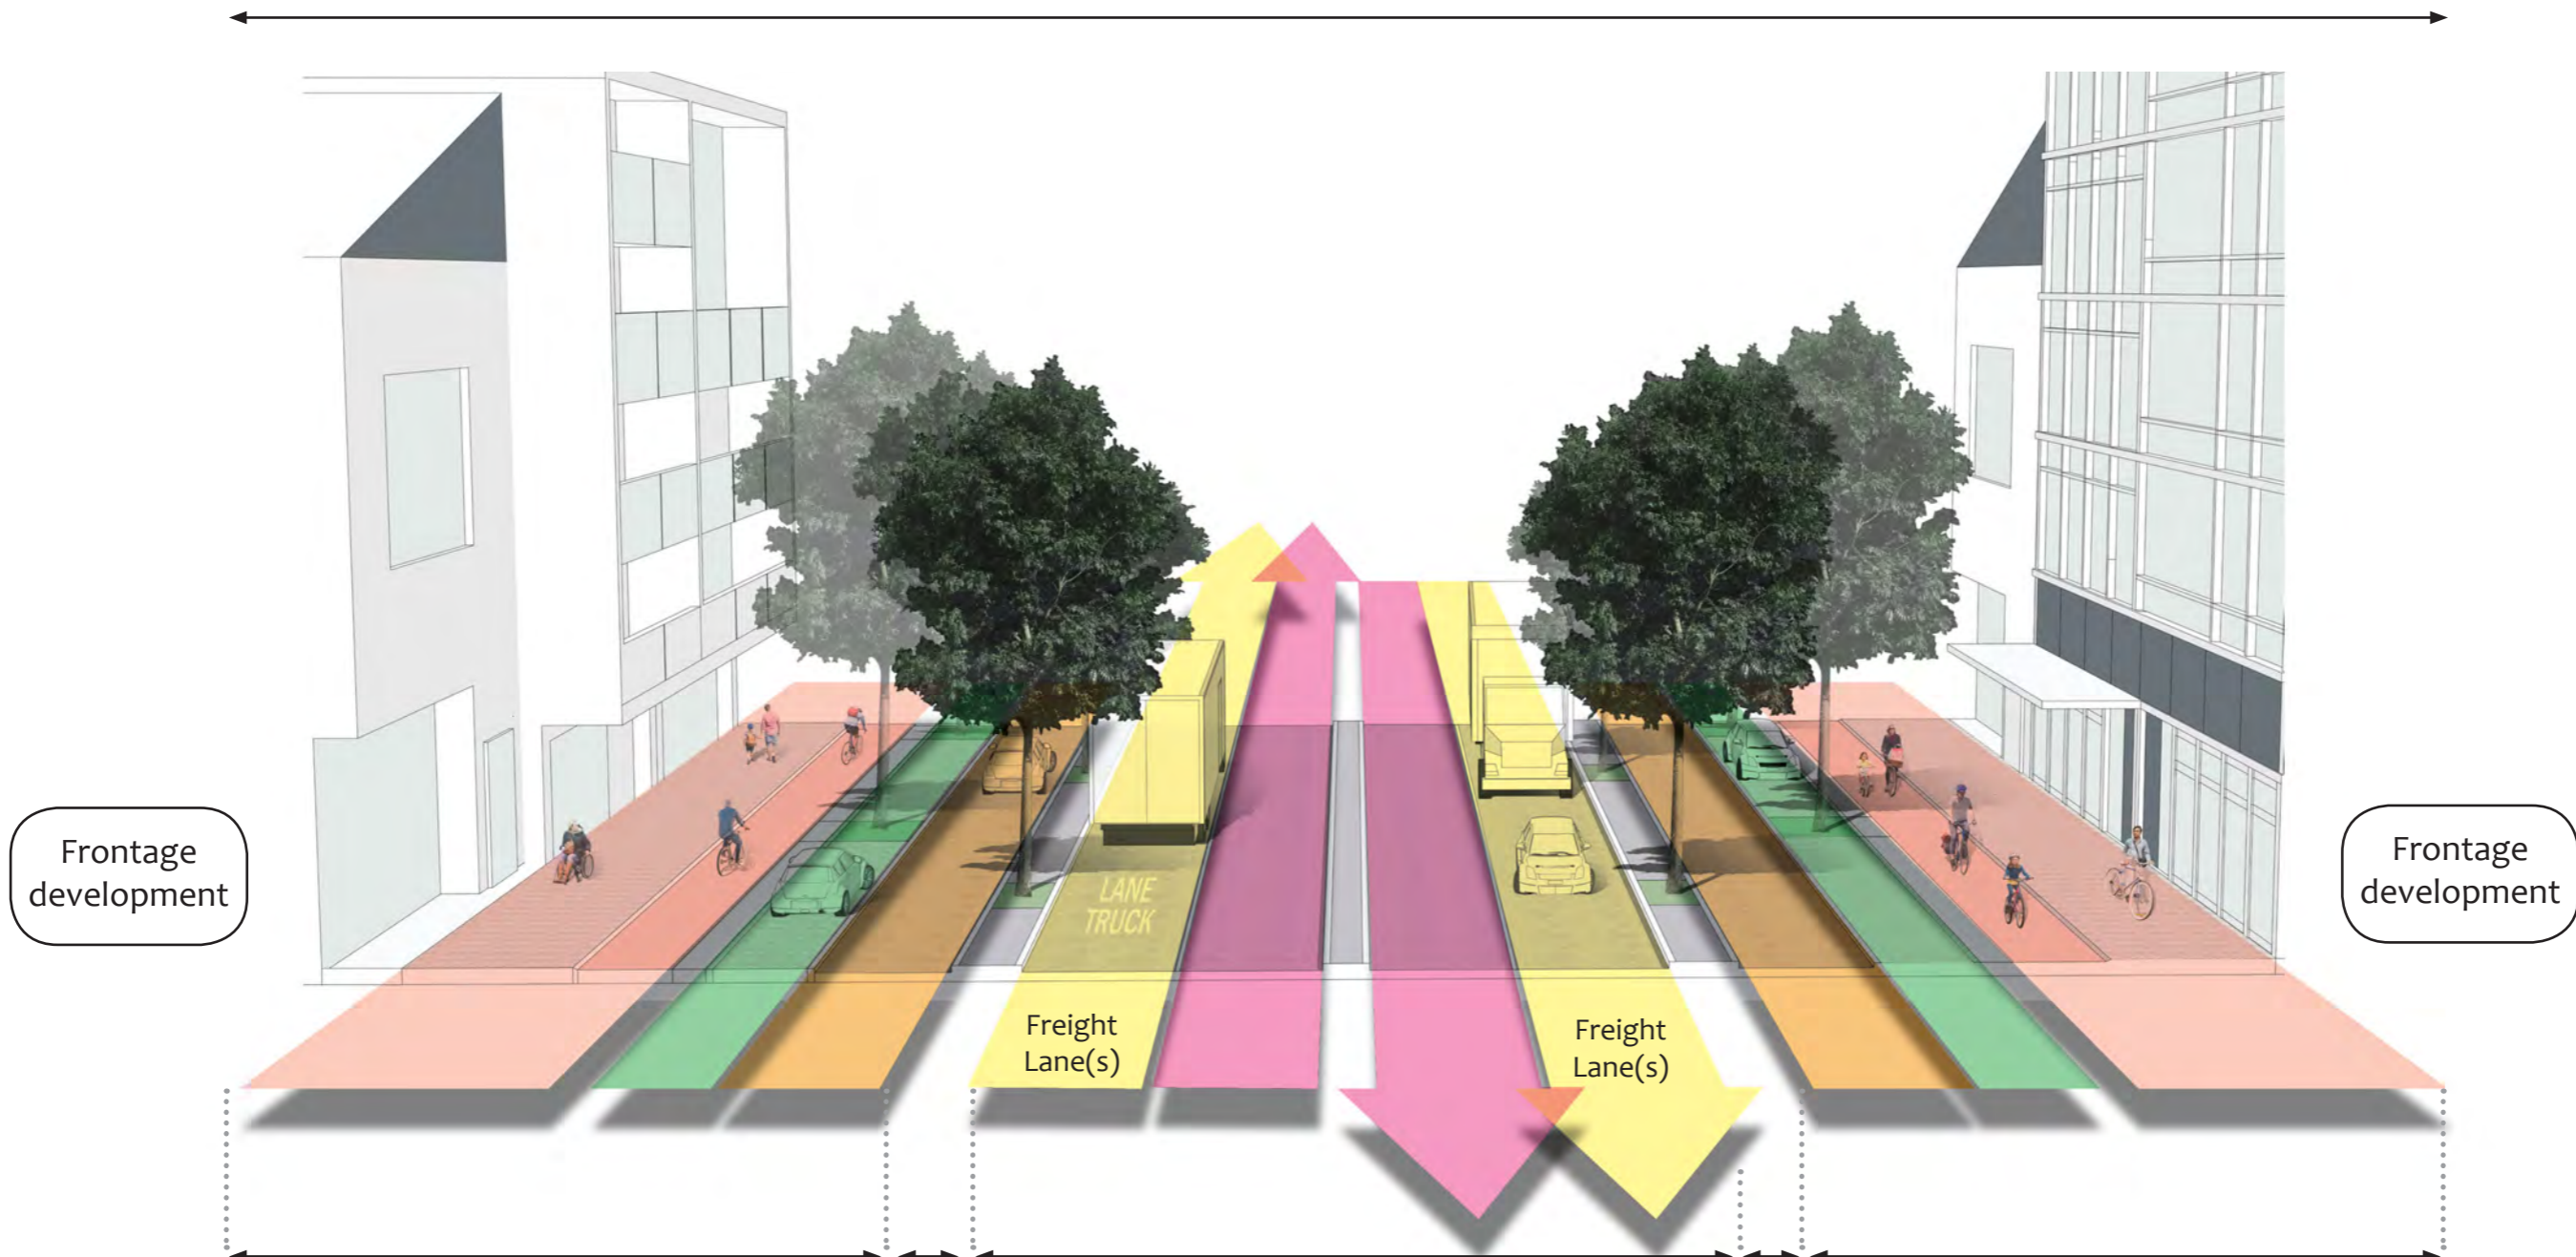 Frontage
development
Frontage
development
LANE
TRUCK
Freight
Lane(s)
Freight
Lane(s)